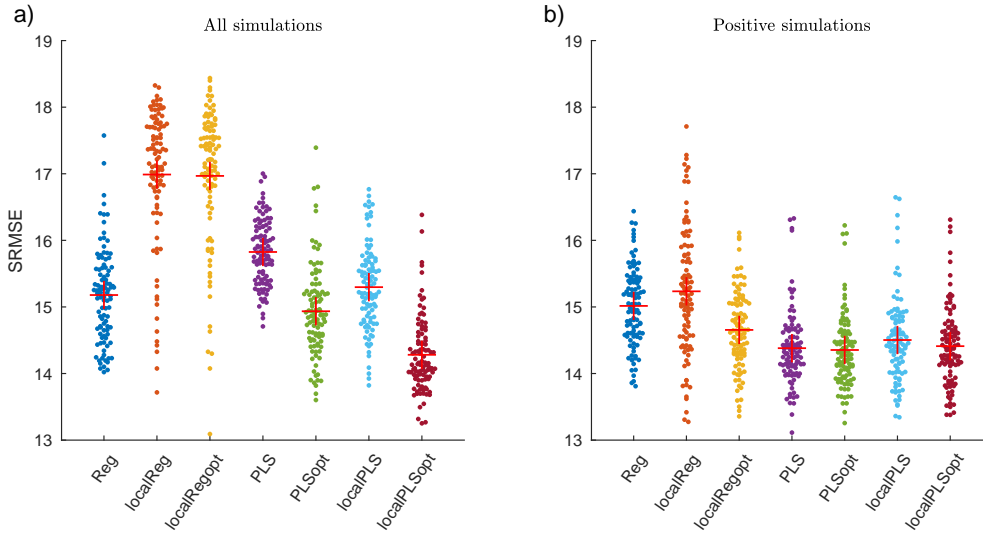 a)
All simulations
SRMSE
19
18
17
16
15
14
13
Reg
localReg
localRegopt
PLS
PLSopt
localPLS
localPLSopt
b)
Positive simulations
19
18
17
16
15
14
13
Reg
localReg
localRegopt
PLS
PLSopt
localPLS
localPLSopt